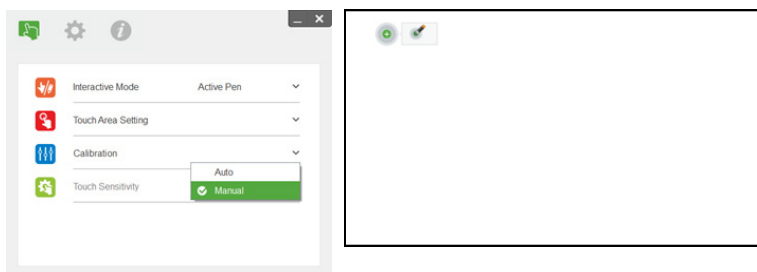 Interactive Mode Active Pen
Touch Area Setting
Calibration
Auto
Touch Sensitivity
Manual